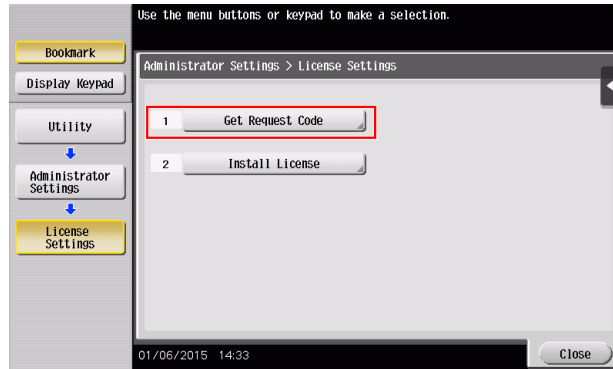 Use the menu buttons or keypad to make a selection.
Bookmark
Display Keypad
Utility
Administrator
Settings
License
Settings
Administrator Settings > License Settings
1 Get Request Code
2 Install License
01/06/2015 14:33
Close